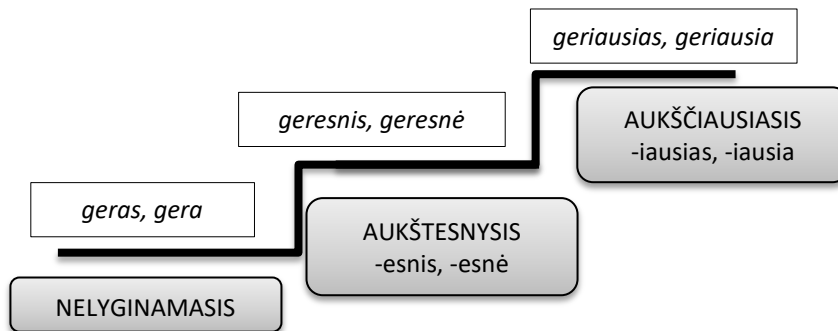 geriausias, geriausia
AUKŠČIAUSIASIS
-iausias, -iausia
geresnis, geresnė
AUKŠTESNYSIS
-esnis, -esnė
geras, gera
NELYGINAMASIS